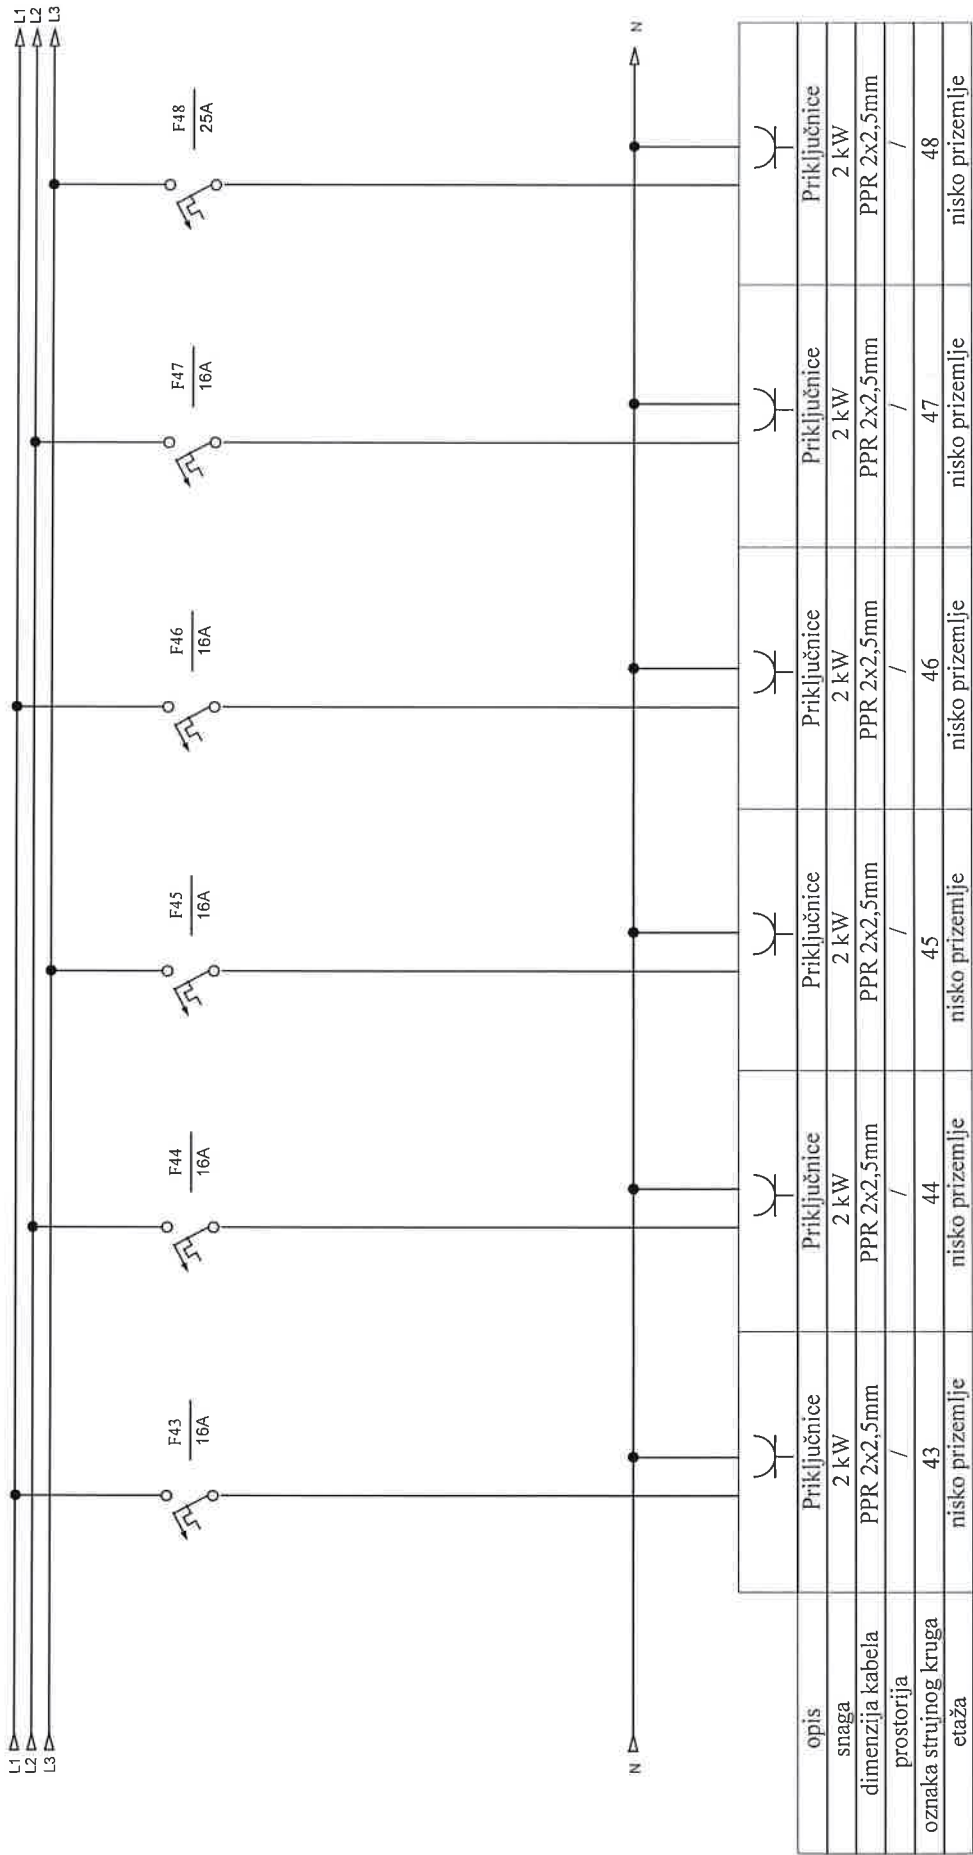 L1
L2
L3
L1
L2
L3
F43
16A
F44
16A
F45
16A
F46
16A
F47
16A
F48
25A
N
N
opis Priključnice Priključnice Priključnice Priključnice Priključnice Priključnice
snaga 2 kW 2 kW 2 kW 2 kW 2 kW 2 kW
dimenzija kabela PPR 2x2,5mm PPR 2x2,5mm PPR 2x2,5mm PPR 2x2,5mm PPR 2x2,5mm PPR 2x2,5mm
prostorija / / / / / /
oznaka strujnog kruga 43 44 45 46 47 48
etaža nisko prizemlje nisko prizemlje nisko prizemlje nisko prizemlje nisko prizemlje nisko prizemlje